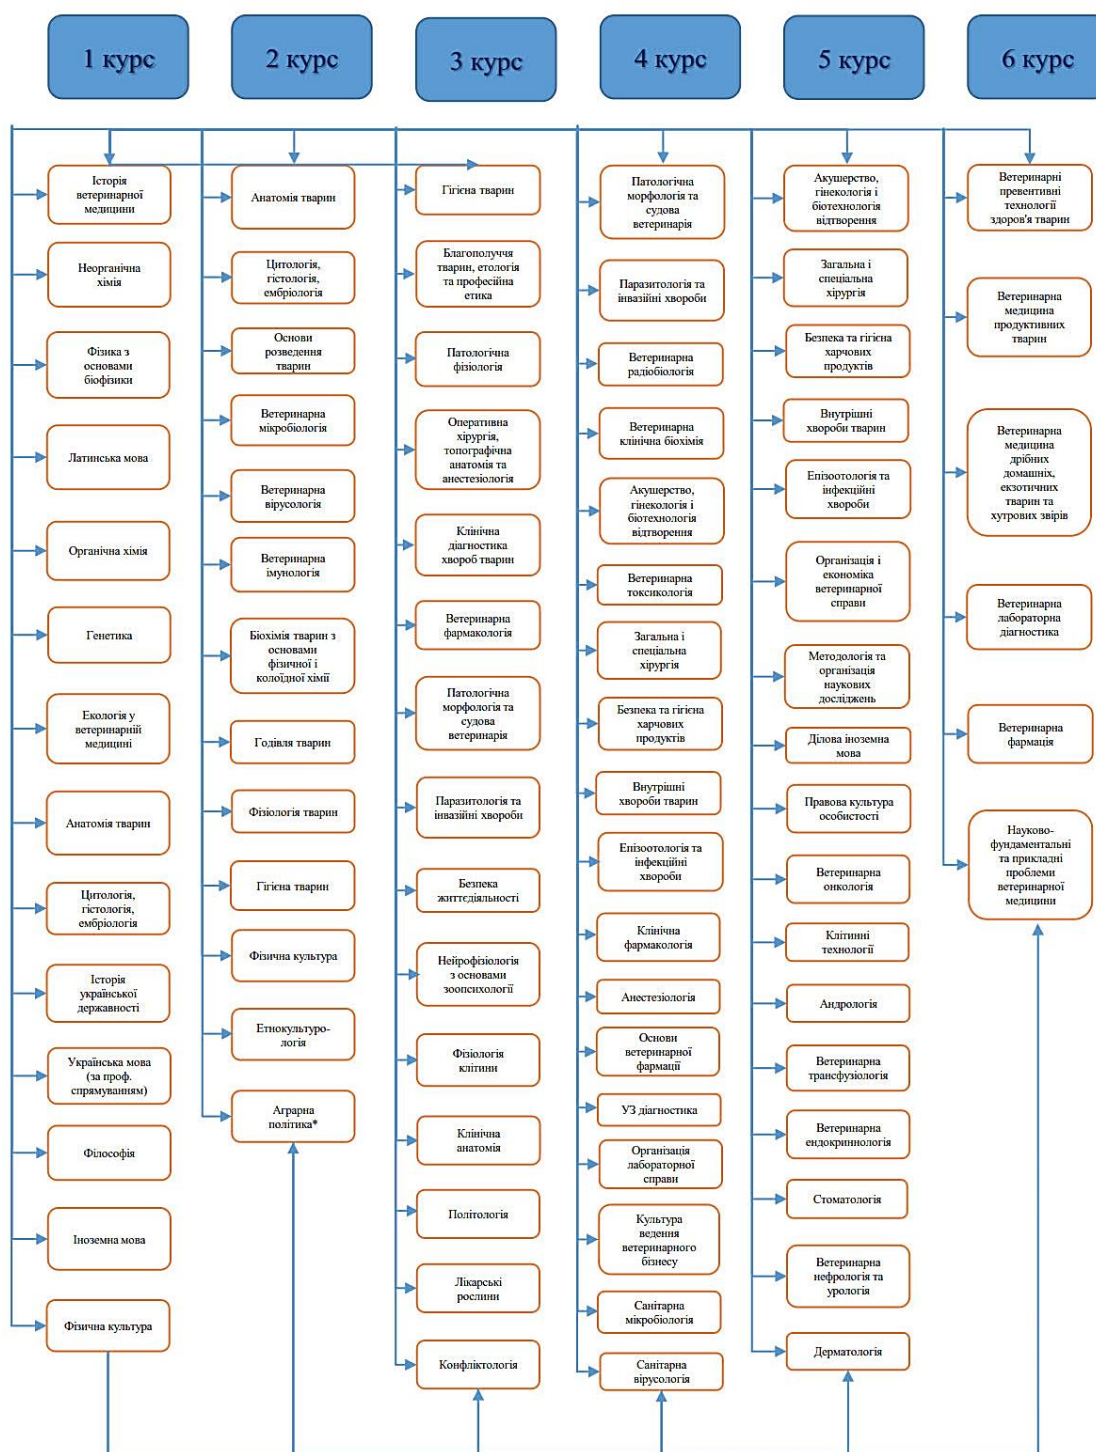 1 курс
2 курс
3 курс
4 курс
5 курс
6 курс
Історія
ветеринарної
медицини
Неорганічна
хімія
Фізика з
основами
біофізики
Латинська мова
Органічна хімія
Генетика
Екологія у
ветеринарній
медицині
Анатомія тварин
Цитологія,
гістологія,
ембріологія
Історія
української
державності
Українська мова
(за проф.
спрямуванням)
Філософія
Іноземна мова
Фізична культура
Анатомія тварин
Цитологія,
гістологія,
ембріологія
Основи
розведення
тварин
Ветеринарна
мікробіологія
Ветеринарна
вірусологія
Ветеринарна
імунологія
Біохімія тварин з
основами
фізичної і
колоїдної хімії
Годівля тварин
Фізіологія тварин
Гігієна тварин
Фізична культура
Етнокультуро-
логія
Аграрна
політика*
Гігієна тварин
Благополуччя
тварин, етологія
та професійна
етика
Патологічна
фізіологія
Оперативна
хірургія,
топографічна
анатомія та
анестезіологія
Клінічна
діагностика
хвороб тварин
Ветеринарна
фармакологія
Патологічна
морфологія та
судова
ветеринарія
Паразитологія та
інвазійні хвороби
Безпека
життєдіяльності
Нейрофізіологія
з основами
зоопсихології
Фізіологія
клітини
Клінічна
анатомія
Політологія
Лікарські
рослини
Конфліктологія
Патологічна
морфологія та
судова
ветеринарія
Паразитологія та
інвазійні хвороби
Ветеринарна
радіобіологія
Ветеринарна
клінічна біохімія
Акушерство,
гінекологія і
біотехнологія
відтворення
Ветеринарна
токсикологія
Загальна і
спеціальна
хірургія
Безпека та гігієна
харчових
продуктів
Внутрішні
хвороби тварин
Епізоотологія та
інфекційні
хвороби
Клінічна
фармакологія
Анестезіологія
Основи
ветеринарної
фармації
УЗ діагностика
Організація
лабораторної
справи
Культура
ведення
ветеринарного
бізнесу
Санітарна
мікробіологія
Санітарна
вірусологія
Акушерство,
гінекологія і
біотехнологія
відтворення
Загальна і
спеціальна
хірургія
Безпека та гігієна
харчових
продуктів
Внутрішні
хвороби тварин
Епізоотологія та
інфекційні
хвороби
Організація і
економіка
ветеринарної
справи
Методологія та
організація
наукових
досліджень
Ділова іноземна
мова
Правова культура
особистості
Ветеринарна
онкологія
Клітинні
технології
Андрологія
Ветеринарна
трансфузіологія
Ветеринарна
ендокриннологія
Стоматологія
Ветеринарна
нефрологія та
урологія
Дерматологія
Ветеринарні
превентивні
технології
здоров'я тварин
Ветеринарна
медицина
продуктивних
тварин
Ветеринарна
медицина
дрібних
домашніх,
екзотичних
тварин та
хутрових звірів
Ветеринарна
лабораторна
діагностика
Ветеринарна
фармація
Науково-
фундаментальні
та прикладні
проблеми
ветеринарної
медицини